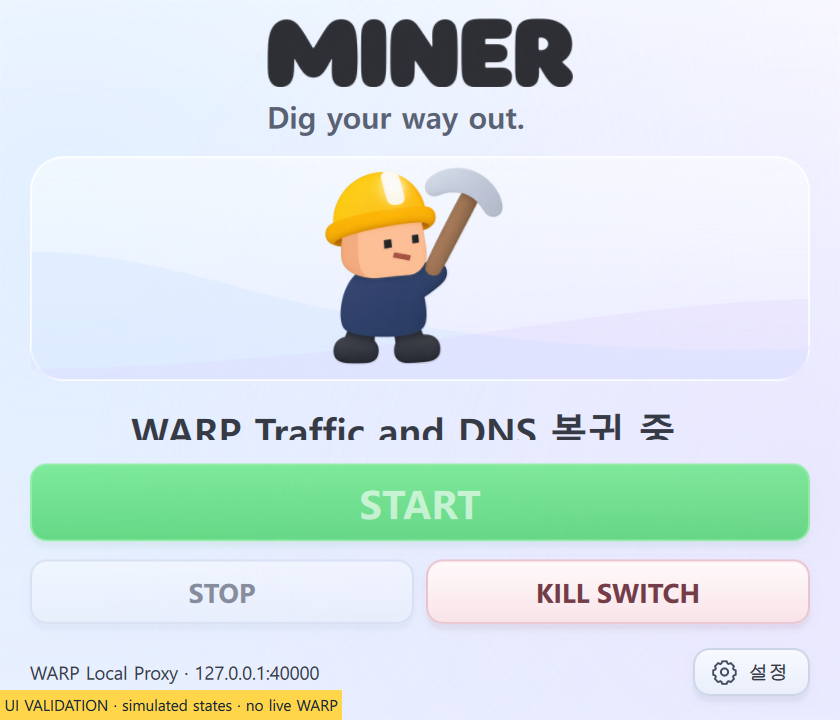 MINER
Dig your way out.
WARP Traffic and DNS 복귀 중
START
STOP
KILL SWITCH
WARP Local Proxy · 127.0.0.1:40000
설정
UI VALIDATION · simulated states · no live WARP